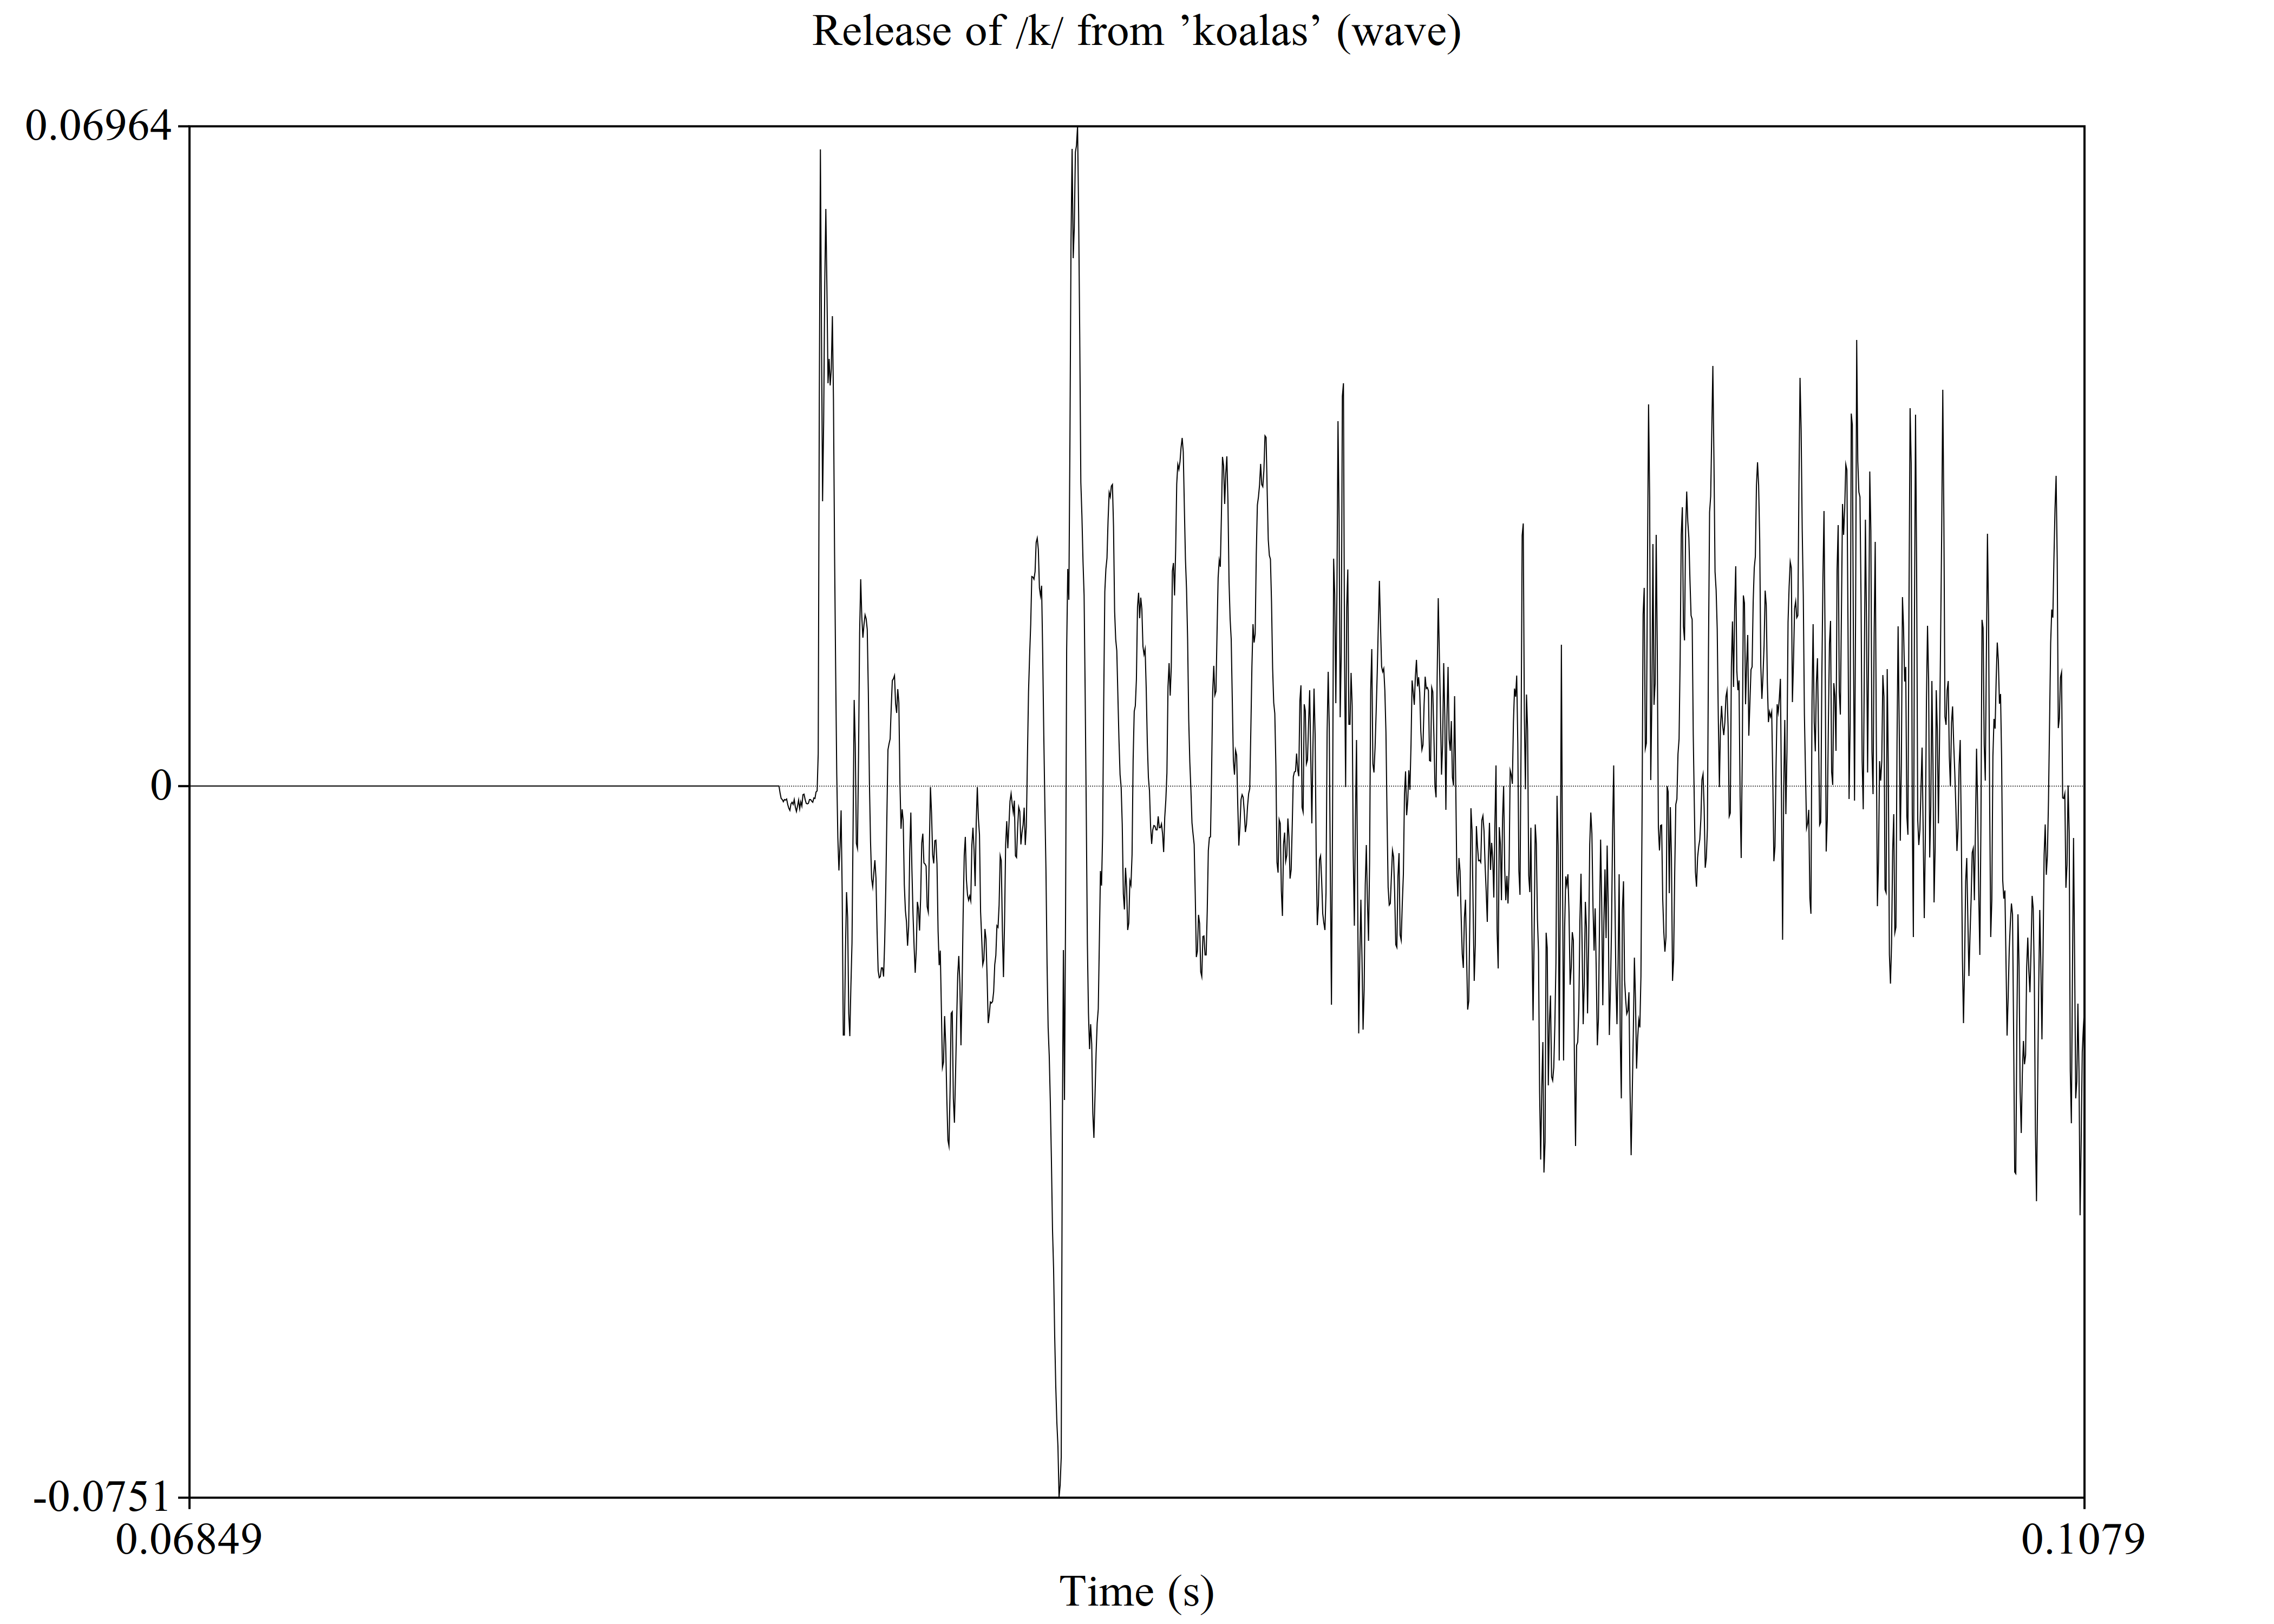 Release of /k/ from ’koalas’ (wave)
0.06964
0
-0.0751
0.06849
0.1079
Time (s)